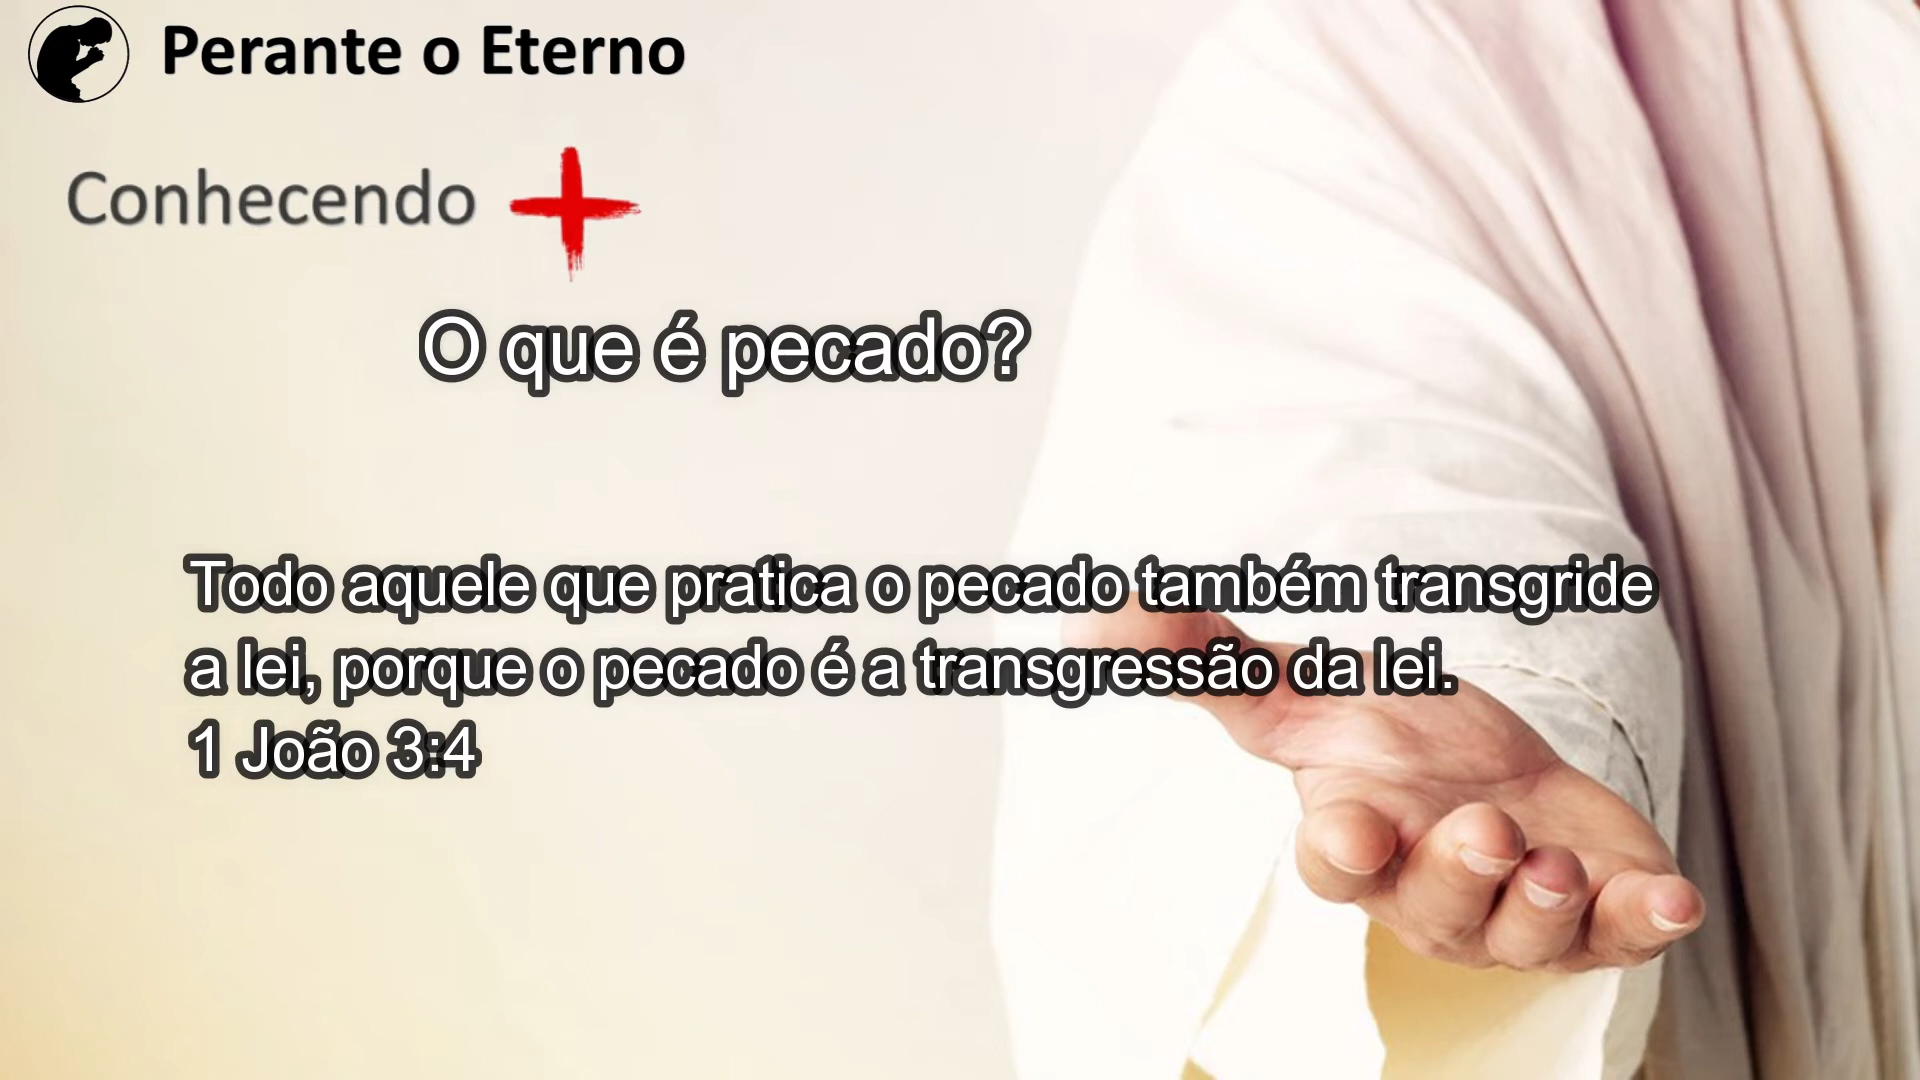 Perante o Eterno
Conhecendo +
O que é pecado?
Todo aquele que pratica o pecado também transgride
a lei, porque o pecado é a transgressão da lei.
1 João 3:4